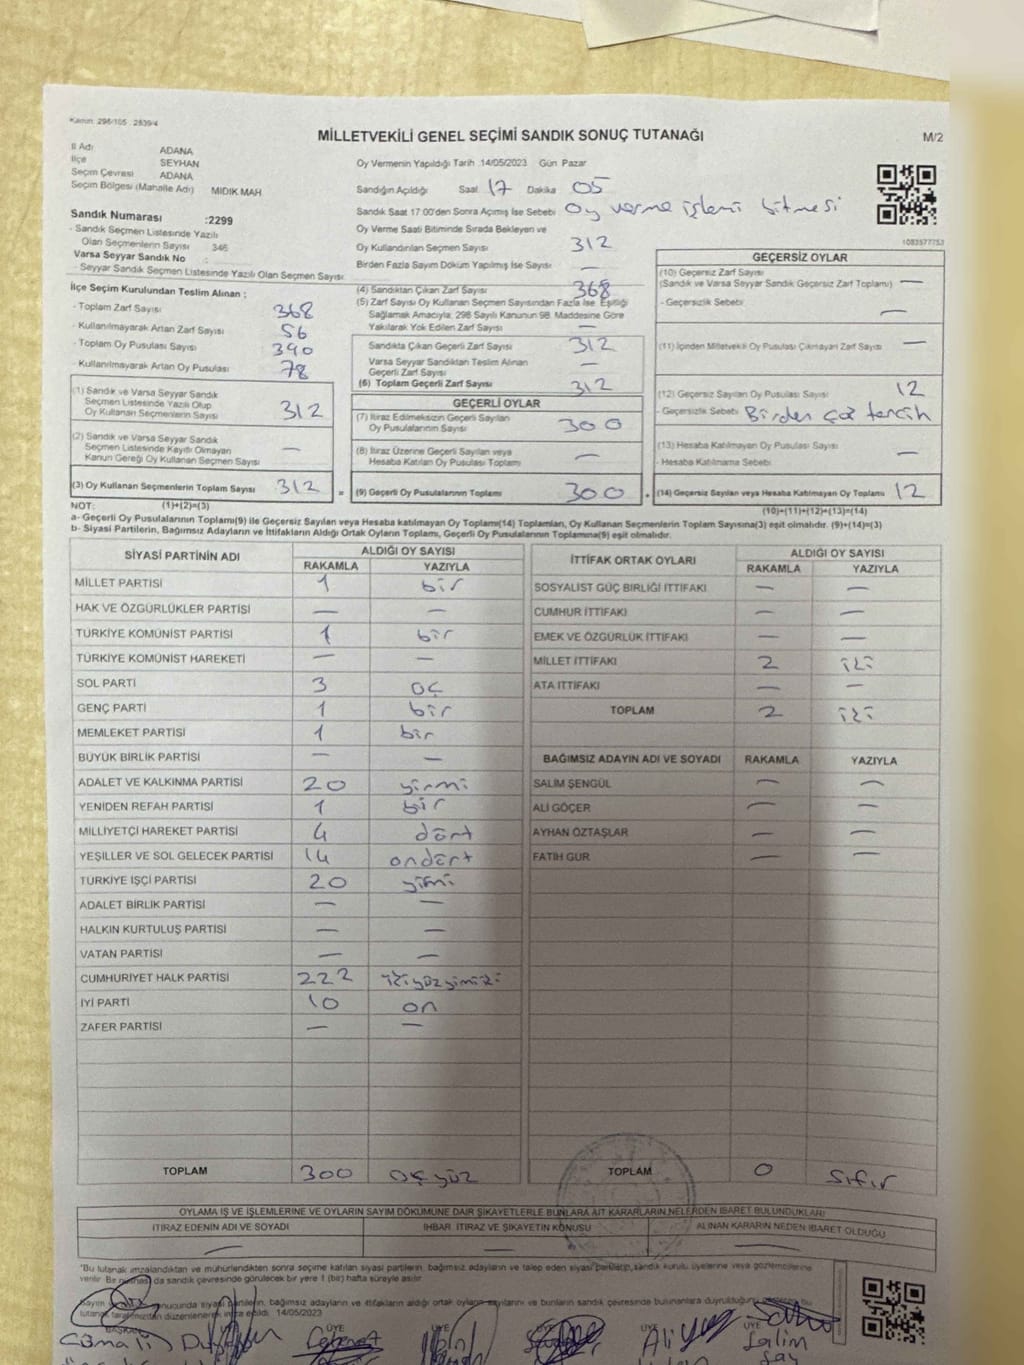 Kanun: 298/105 : 2839/4
MİLLETVEKİLİ GENEL SEÇİMİ SANDIK SONUÇ TUTANAĞI
M/2
İl Adı ADANA
İlçe SEYHAN
Seçim Çevresi ADANA
Seçim Bölgesi (Mahalle Adı) MIDIK MAH.
Sandık Numarası :2299
- Sandık Seçmen Listesinde Yazılı
Olan Seçmenlerin Sayısı 346
Varsa Seyyar Sandık No :
- Seyyar Sandık Seçmen Listesinde Yazılı Olan Seçmen Sayısı:
İlçe Seçim Kurulundan Teslim Alınan :
- Toplam Zarf Sayısı 368
- Kullanılmayarak Artan Zarf Sayısı 56
- Toplam Oy Pusulası Sayısı 390
- Kullanılmayarak Artan Oy Pusulası 78
Oy Vermenin Yapıldığı Tarih :14/05/2023 Gün Pazar
Sandığın Açıldığı Saat 17 Dakika 05
Sandık Saat 17:00'den Sonra Açılmış İse Sebebi Oy verme işlemi bitmesi
Oy Verme Saati Bitiminde Sırada Bekleyen ve
Oy Kullandırılan Seçmen Sayısı 312
Birden Fazla Sayım Döküm Yapılmış İse Sayısı —
(4) Sandıktan Çıkan Zarf Sayısı 368
(5) Zarf Sayısı Oy Kullanan Seçmen Sayısından Fazla İse, Eşitliği
Sağlamak Amacıyla, 298 Sayılı Kanunun 98. Maddesine Göre
Yakılarak Yok Edilen Zarf Sayısı —
Sandıkta Çıkan Geçerli Zarf Sayısı 312
Varsa Seyyar Sandıktan Teslim Alınan
Geçerli Zarf Sayısı —
(6) Toplam Geçerli Zarf Sayısı 312
1083577753
GEÇERSİZ OYLAR
(10) Geçersiz Zarf Sayısı
(Sandık ve Varsa Seyyar Sandık Geçersiz Zarf Toplamı) —
- Geçersizlik Sebebi —
(11) İçinden Milletvekili Oy Pusulası Çıkmayan Zarf Sayısı —
(12) Geçersiz Sayılan Oy Pusulası Sayısı 12
- Geçersizlik Sebebi Birden çok tercih
(13) Hesaba Katılmayan Oy Pusulası Sayısı —
- Hesaba Katılmama Sebebi
(14) Geçersiz Sayılan veya Hesaba Katılmayan Oy Toplamı 12
(10)+(11)+(12)+(13)=(14)
(1) Sandık ve Varsa Seyyar Sandık
Seçmen Listesinde Yazılı Olup
Oy Kullanan Seçmenlerin Sayısı 312
(2) Sandık ve Varsa Seyyar Sandık
Seçmen Listesinde Kayıtlı Olmayan
Kanun Gereği Oy Kullanan Seçmen Sayısı —
(3) Oy Kullanan Seçmenlerin Toplam Sayısı 312 =
GEÇERLİ OYLAR
(7) İtiraz Edilmeksizin Geçerli Sayılan
Oy Pusulalarının Sayısı 300
(8) İtiraz Üzerine Geçerli Sayılan veya
Hesaba Katılan Oy Pusulası Toplamı —
(9) Geçerli Oy Pusulalarının Toplamı 300 +
NOT: (1)+(2)=(3)
a- Geçerli Oy Pusulalarının Toplamı(9) ile Geçersiz Sayılan veya Hesaba katılmayan Oy Toplamı(14) Toplamları, Oy Kullanan Seçmenlerin Toplam Sayısına(3) eşit olmalıdır. (9)+(14)=(3)
b- Siyasi Partilerin, Bağımsız Adayların ve İttifakların Aldığı Ortak Oyların Toplamı, Geçerli Oy Pusulalarının Toplamına(9) eşit olmalıdır.
SİYASİ PARTİNİN ADI ALDIĞI OY SAYISI
RAKAMLA YAZIYLA
MİLLET PARTİSİ 1 bir
HAK VE ÖZGÜRLÜKLER PARTİSİ — —
TÜRKİYE KOMÜNİST PARTİSİ 1 bir
TÜRKİYE KOMÜNİST HAREKETİ — —
SOL PARTİ 3 üç
GENÇ PARTİ 1 bir
MEMLEKET PARTİSİ 1 bir
BÜYÜK BİRLİK PARTİSİ — —
ADALET VE KALKINMA PARTİSİ 20 yirmi
YENİDEN REFAH PARTİSİ 1 bir
MİLLİYETÇİ HAREKET PARTİSİ 4 dört
YEŞİLLER VE SOL GELECEK PARTİSİ 14 ondört
TÜRKİYE İŞÇİ PARTİSİ 20 yimi
ADALET BİRLİK PARTİSİ — —
HALKIN KURTULUŞ PARTİSİ — —
VATAN PARTİSİ — —
CUMHURİYET HALK PARTİSİ 222 ikiyüzyimiki
İYİ PARTİ 10 on
ZAFER PARTİSİ — —
TOPLAM 300 üçyüz
İTTİFAK ORTAK OYLARI ALDIĞI OY SAYISI
RAKAMLA YAZIYLA
SOSYALİST GÜÇ BİRLİĞİ İTTİFAKI — —
CUMHUR İTTİFAKI — —
EMEK VE ÖZGÜRLÜK İTTİFAKI — —
MİLLET İTTİFAKI 2 iki
ATA İTTİFAKI — —
TOPLAM 2 iki
BAĞIMSIZ ADAYIN ADI VE SOYADI RAKAMLA YAZIYLA
SALİM ŞENGÜL — —
ALİ GÖÇER — —
AYHAN ÖZTAŞLAR — —
FATİH GÜR — —
TOPLAM 0 sıfır
OYLAMA İŞ VE İŞLEMLERİNE VE OYLARIN SAYIM DÖKÜMÜNE DAİR ŞİKAYETLERLE BUNLARA AİT KARARLARIN NELERDEN İBARET BULUNDUKLARI
İTİRAZ EDENİN ADI VE SOYADI İHBAR, İTİRAZ VE ŞİKAYETİN KONUSU ALINAN KARARIN NEDEN İBARET OLDUĞU
— — —
"Bu tutanak imzalandıktan ve mühürlendikten sonra seçime katılan siyasi partilerin, bağımsız adayların ve talep eden siyasi partilerin, sandık kurulu üyelerine veya gözlemcilerine
verilir. Bir da sandık çevresinde görülecek bir yere 1 (bir) hafta süreyle asılır.
Sayım sonucunda siyasi partilerin, bağımsız adayların ve ittifakların aldığı ortak oyların ve bunların sandık çevresinde bulunanlara
düzenlenerek imza edildi. 14/05/2023
BAŞKAN ÜYE ÜYE ÜYE
Ali Salim